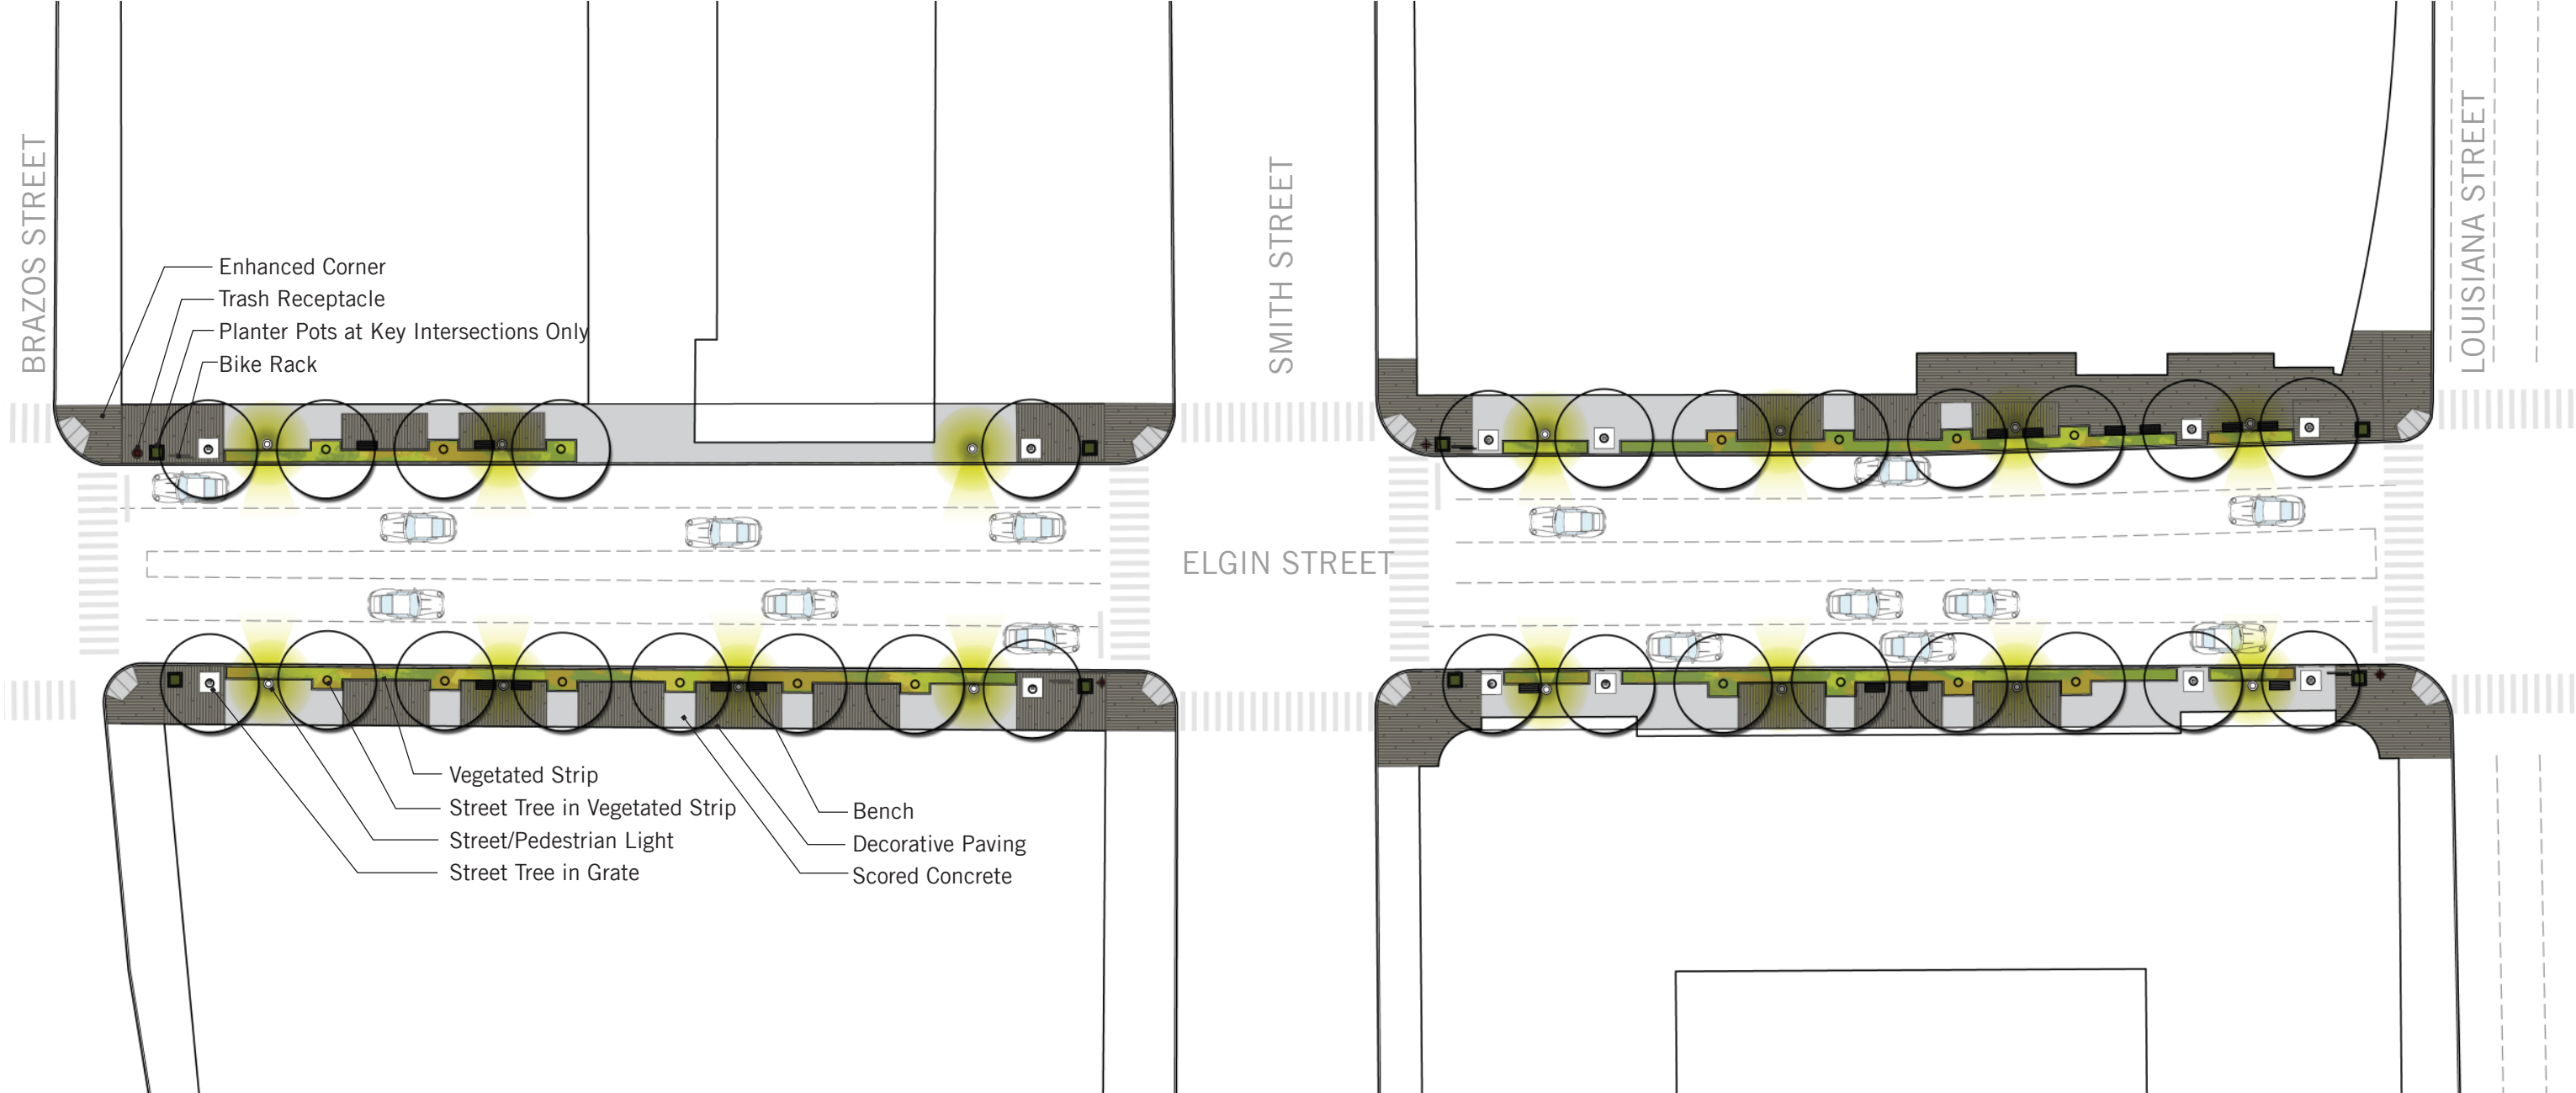 BRAZOS STREET
SMITH STREET
LOUISIANA STREET
Enhanced Corner
Trash Receptacle
Planter Pots at Key Intersections Only
Bike Rack
ELGIN STREET
Vegetated Strip
Street Tree in Vegetated Strip
Street/Pedestrian Light
Street Tree in Grate
Bench
Decorative Paving
Scored Concrete